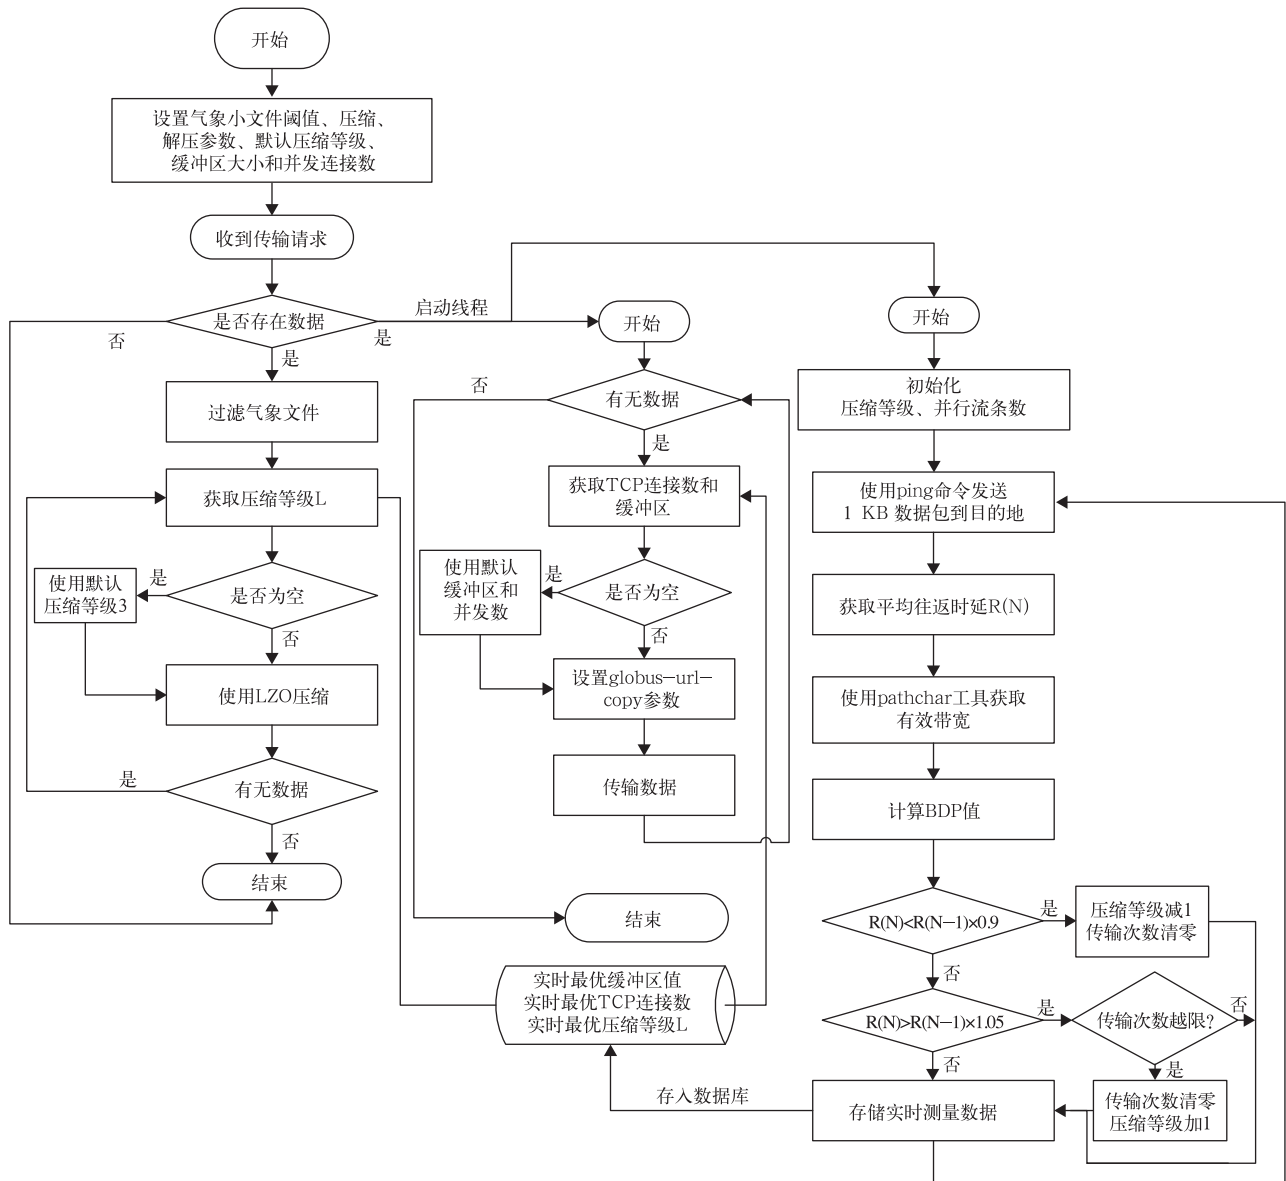 开始
设置气象小文件阈值、压缩、
解压参数、默认压缩等级、
缓冲区大小和并发连接数
收到传输请求
是否存在数据
否
是
是
启动线程
过滤气象文件
获取压缩等级L
是否为空
是
使用默认
压缩等级3
否
使用LZO压缩
有无数据
是
否
结束
开始
有无数据
否
是
获取TCP连接数和
缓冲区
是否为空
是
使用默认
缓冲区和
并发数
否
设置globus-url-
copy参数
传输数据
结束
实时最优缓冲区值
实时最优TCP连接数
实时最优压缩等级L
存入数据库
开始
初始化
压缩等级、并行流条数
使用ping命令发送
1 KB 数据包到目的地
获取平均往返时延R(N)
使用pathchar工具获取
有效带宽
计算BDP值
R(N)<R(N-1)×0.9
是
压缩等级减1
传输次数清零
否
R(N)>R(N-1)×1.05
是
传输次数越限?
否
是
传输次数清零
压缩等级加1
否
存储实时测量数据